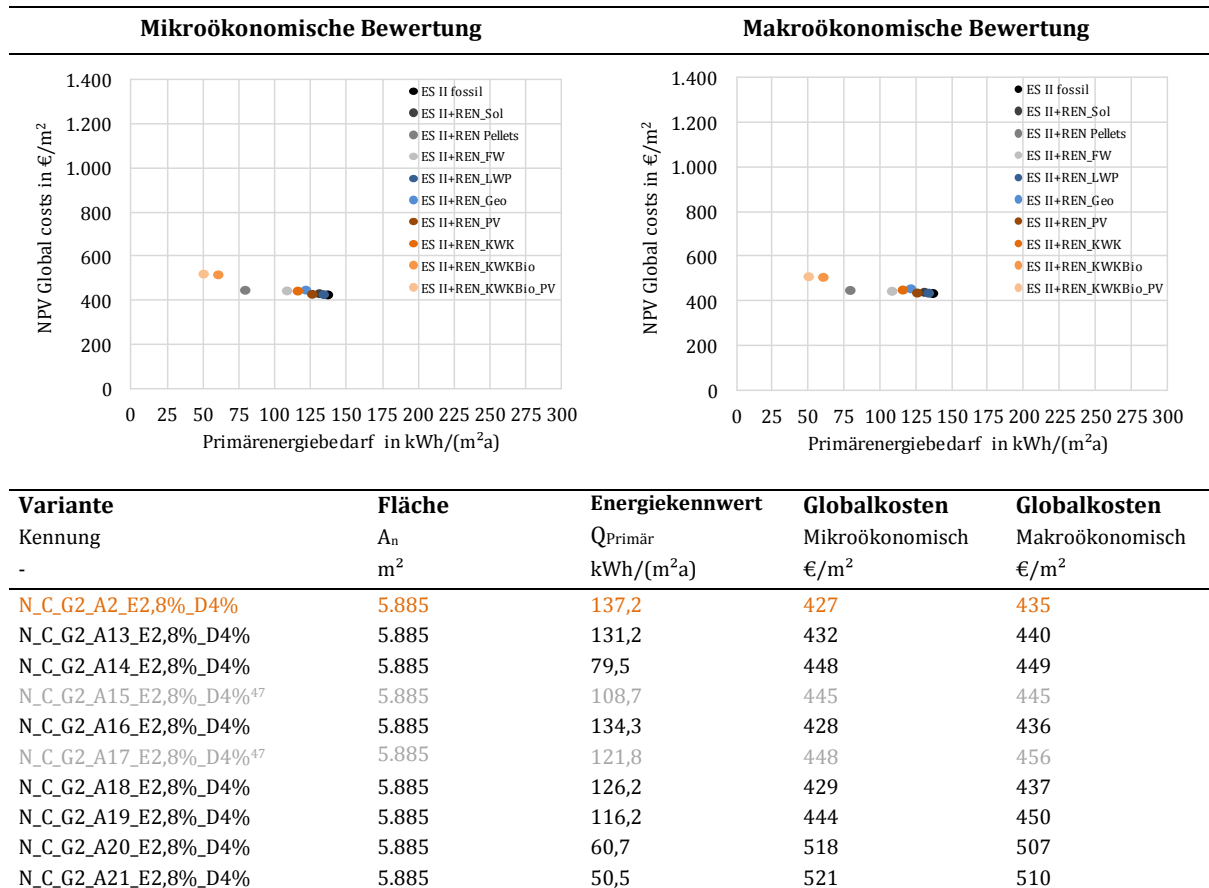 Mikroökonomische Bewertung
Makroökonomische Bewertung
NPV Global costs in €/m²
1.400
1.200
1.000
800
600
400
200
0
0 25 50 75 100 125 150 175 200 225 250 275 300
Primärenergiebedarf in kWh/(m²a)
ES II fossil
ES II+REN_Sol
ES II+REN Pellets
ES II+REN_FW
ES II+REN_LWP
ES II+REN_Geo
ES II+REN_PV
ES II+REN_KWK
ES II+REN_KWKBio
ES II+REN_KWKBio_PV
NPV Global costs in €/m²
1.400
1.200
1.000
800
600
400
200
0
0 25 50 75 100 125 150 175 200 225 250 275 300
Primärenergiebedarf in kWh/(m²a)
ES II fossil
ES II+REN_Sol
ES II+REN Pellets
ES II+REN_FW
ES II+REN_LWP
ES II+REN_Geo
ES II+REN_PV
ES II+REN_KWK
ES II+REN_KWKBio
ES II+REN_KWKBio_PV
Variante Fläche Energiekennwert Globalkosten Globalkosten
Kennung An QPrimär Mikroökonomisch Makroökonomisch
- m² kWh/(m²a) €/m² €/m²
N_C_G2_A2_E2,8%_D4% 5.885 137,2 427 435
N_C_G2_A13_E2,8%_D4% 5.885 131,2 432 440
N_C_G2_A14_E2,8%_D4% 5.885 79,5 448 449
N_C_G2_A15_E2,8%_D4%⁴⁷ 5.885 108,7 445 445
N_C_G2_A16_E2,8%_D4% 5.885 134,3 428 436
N_C_G2_A17_E2,8%_D4%⁴⁷ 5.885 121,8 448 456
N_C_G2_A18_E2,8%_D4% 5.885 126,2 429 437
N_C_G2_A19_E2,8%_D4% 5.885 116,2 444 450
N_C_G2_A20_E2,8%_D4% 5.885 60,7 518 507
N_C_G2_A21_E2,8%_D4% 5.885 50,5 521 510